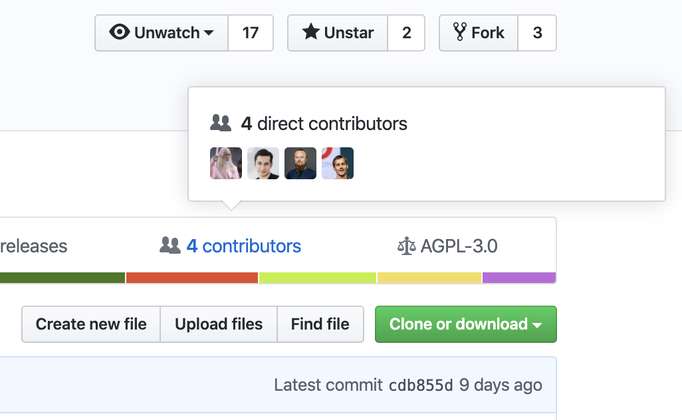 Unwatch 17 Unstar 2 Fork 3
4 direct contributors
releases 4 contributors AGPL-3.0
Create new file Upload files Find file Clone or download
Latest commit cdb855d 9 days ago